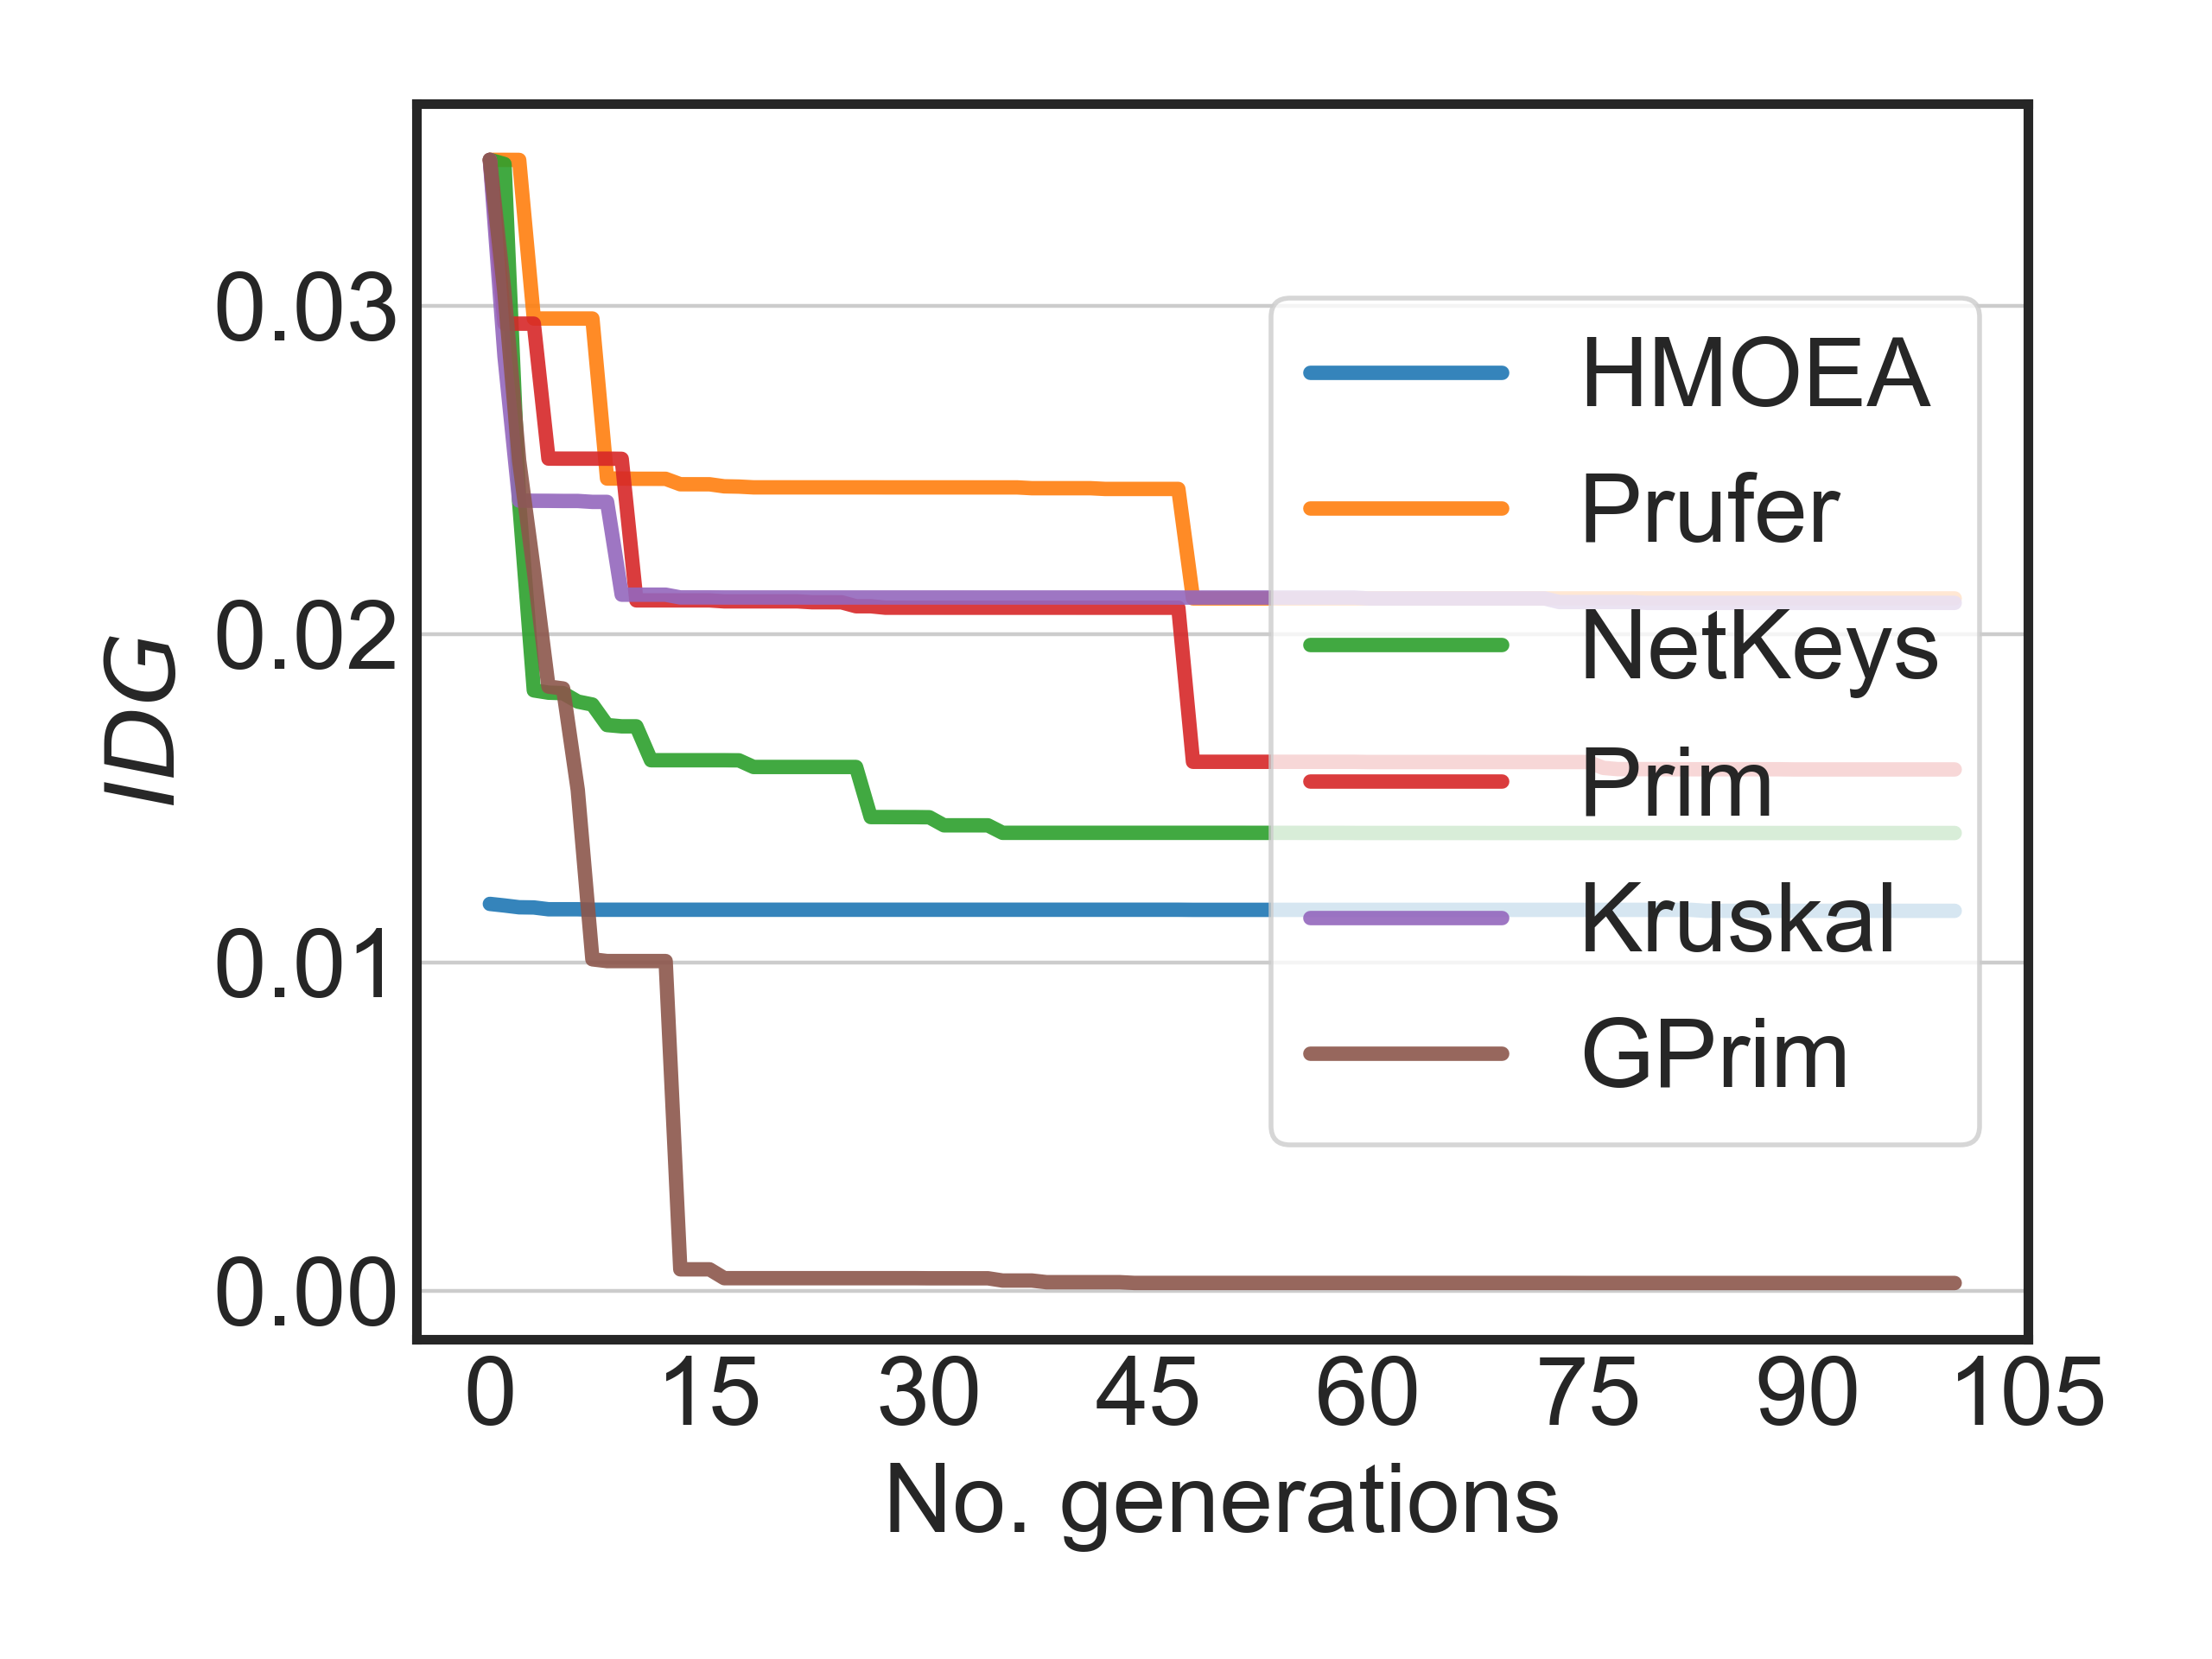 0.03
0.02
0.01
0.00
IDG
0 15 30 45 60 75 90 105
No. generations
HMOEA
Prufer
NetKeys
Prim
Kruskal
GPrim